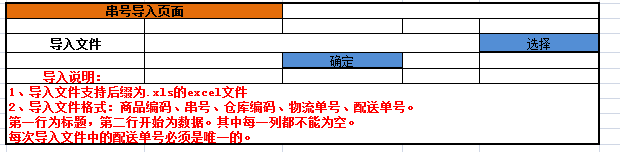 串号导入页面
导入文件 选择
确定
导入说明：
1、导入文件支持后缀为.xls的excel文件
2、导入文件格式：商品编码、串号、仓库编码、物流单号、配送单号。
第一行为标题，第二行开始为数据。其中每一列都不能为空。
每次导入文件中的配送单号必须是唯一的。